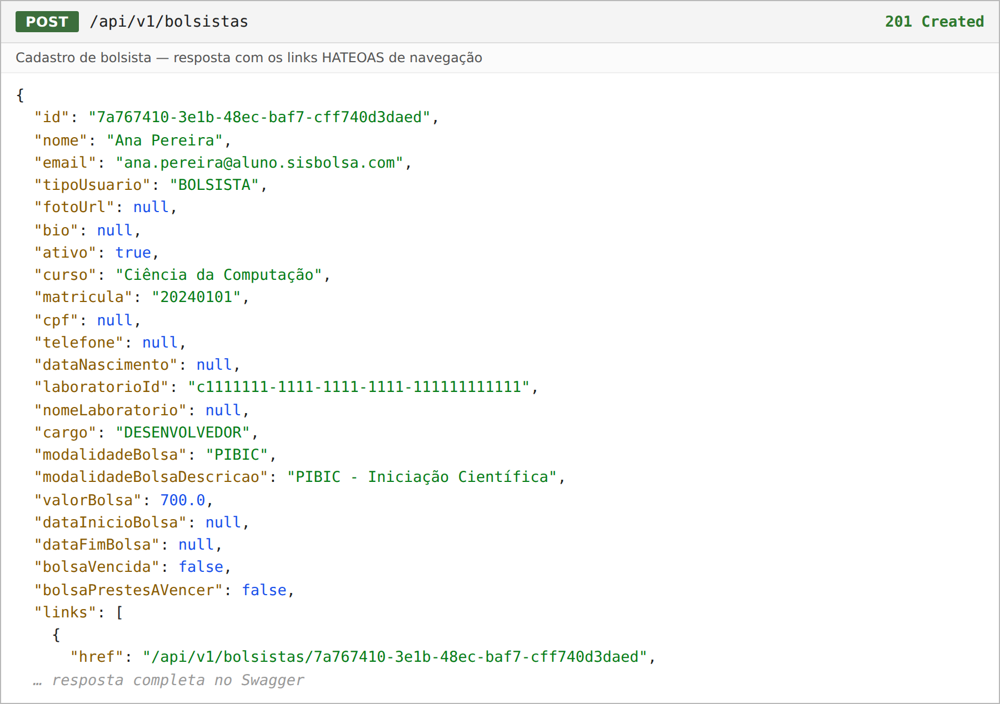 POST /api/v1/bolsistas 201 Created
Cadastro de bolsista — resposta com os links HATEOAS de navegação
{
  "id": "7a767410-3e1b-48ec-baf7-cff740d3daed",
  "nome": "Ana Pereira",
  "email": "ana.pereira@aluno.sisbolsa.com",
  "tipoUsuario": "BOLSISTA",
  "fotoUrl": null,
  "bio": null,
  "ativo": true,
  "curso": "Ciência da Computação",
  "matricula": "20240101",
  "cpf": null,
  "telefone": null,
  "dataNascimento": null,
  "laboratorioId": "c1111111-1111-1111-1111-111111111111",
  "nomeLaboratorio": null,
  "cargo": "DESENVOLVEDOR",
  "modalidadeBolsa": "PIBIC",
  "modalidadeBolsaDescricao": "PIBIC - Iniciação Científica",
  "valorBolsa": 700.0,
  "dataInicioBolsa": null,
  "dataFimBolsa": null,
  "bolsaVencida": false,
  "bolsaPrestesAVencer": false,
  "links": [
    {
      "href": "/api/v1/bolsistas/7a767410-3e1b-48ec-baf7-cff740d3daed",
  … resposta completa no Swagger